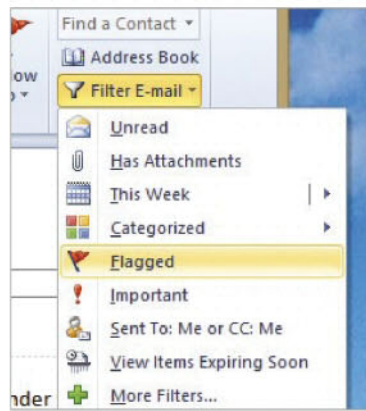 Find a Contact
Address Book
ow
Filter E-mail
Unread
Has Attachments
This Week
Categorized
Flagged
Important
Sent To: Me or CC: Me
View Items Expiring Soon
nder
More Filters...